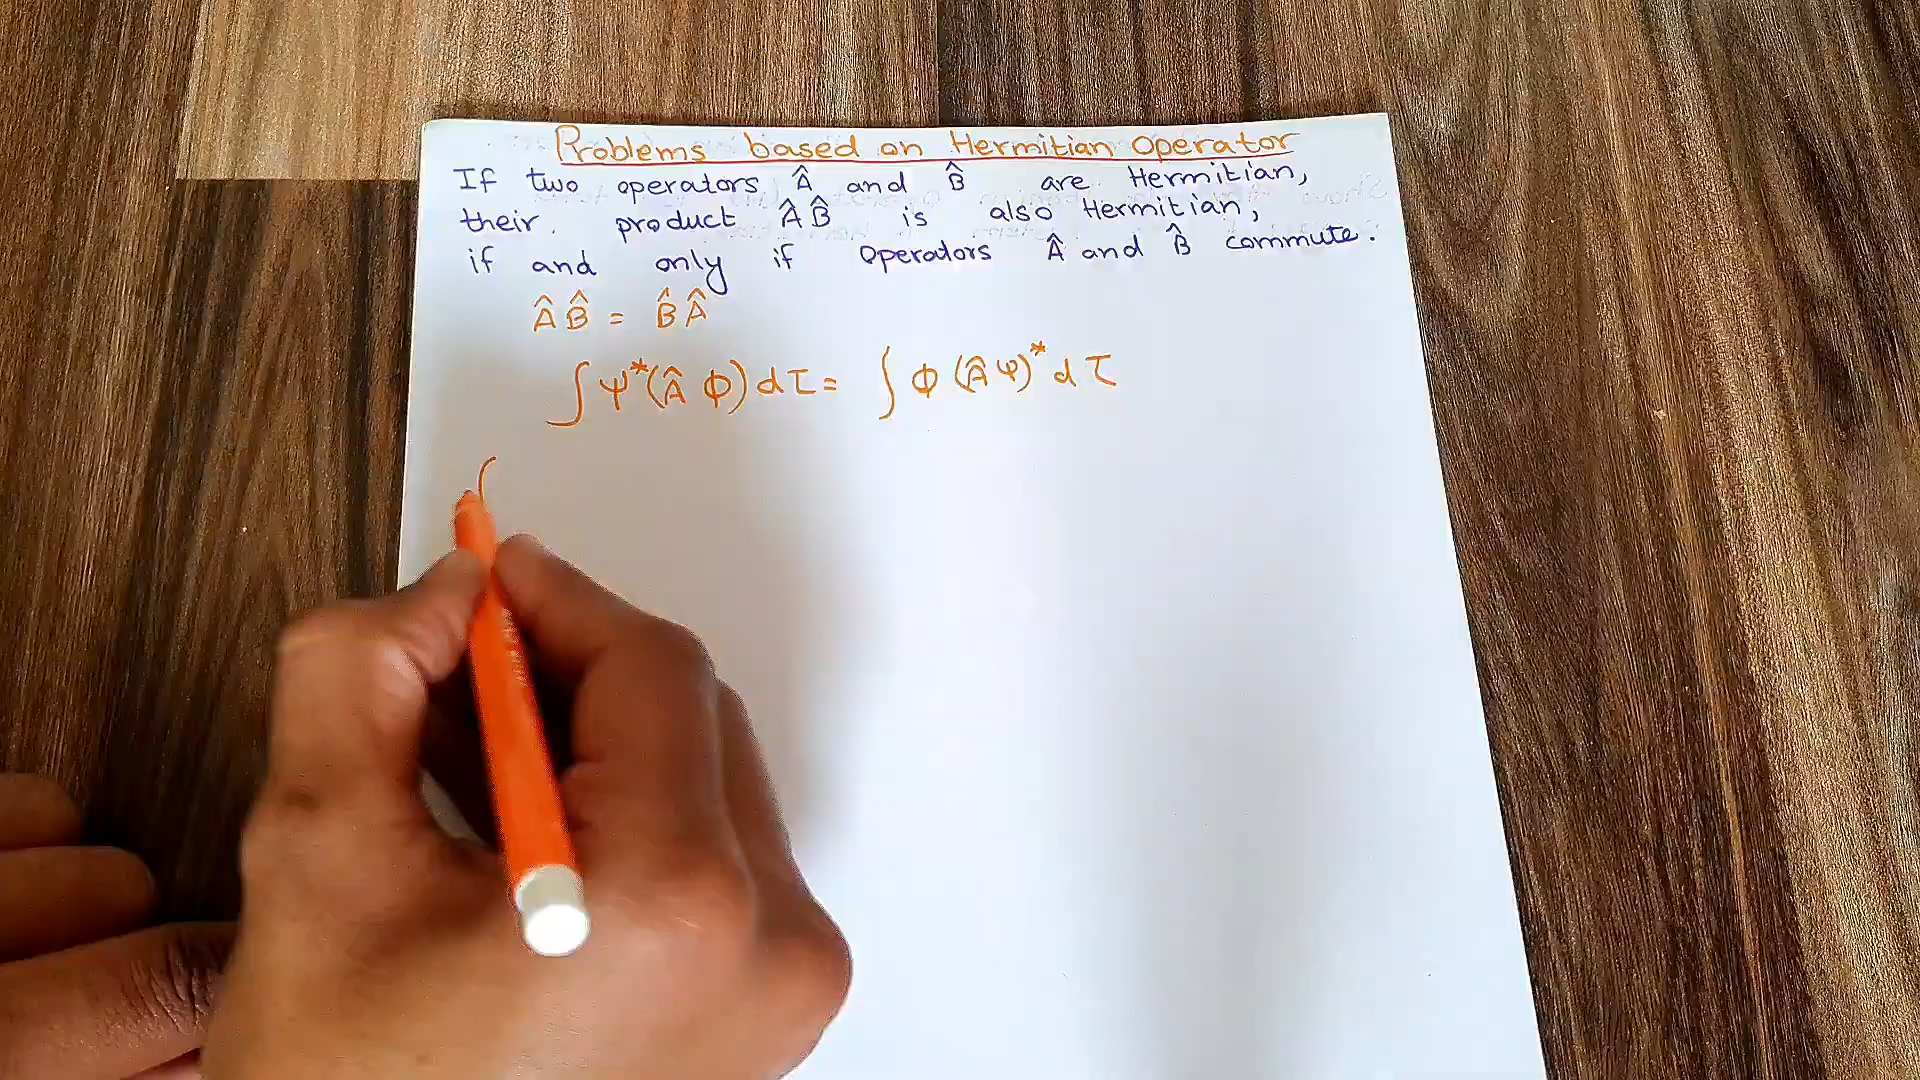 Problems based on Hermitian Operator
If two operators Â and B̂ are Hermitian,
their product ÂB̂ is also Hermitian,
if and only if Operators Â and B̂ commute.
ÂB̂ = B̂Â
∫ψ*(Âφ)dτ = ∫φ(Âψ)*dτ